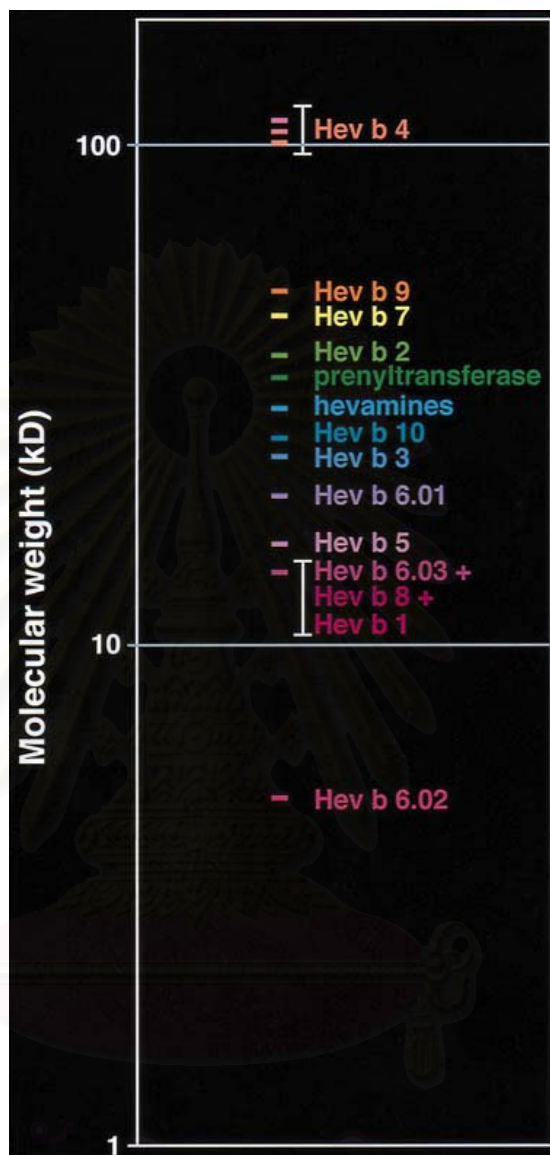 Molecular weight (kD)
100
Hev b 4
Hev b 9
Hev b 7
Hev b 2
prenyltransferase
hevamines
Hev b 10
Hev b 3
Hev b 6.01
Hev b 5
Hev b 6.03 +
Hev b 8 +
Hev b 1
10
Hev b 6.02
1